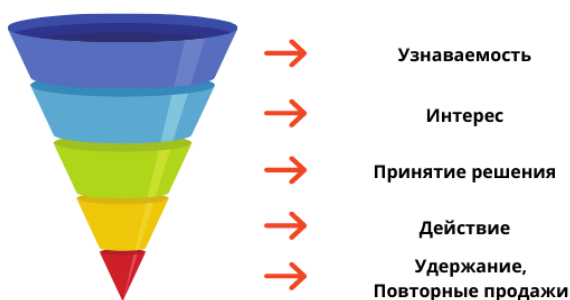 Узнаваемость
Интерес
Принятие решения
Действие
Удержание,
Повторные продажи